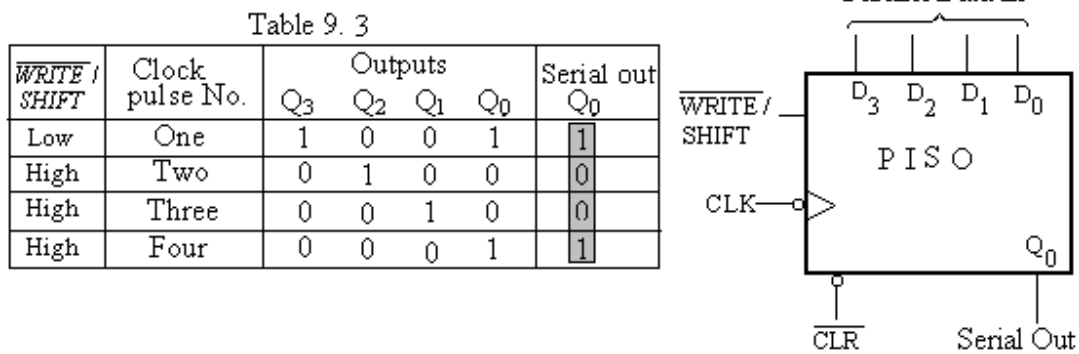 Table 9. 3
WRITE / SHIFT Clock pulse No. Outputs Serial out
Q3 Q2 Q1 Q0 Q0
Low One 1 0 0 1 1
High Two 0 1 0 0 0
High Three 0 0 1 0 0
High Four 0 0 0 1 1
D3 D2 D1 D0
WRITE /
SHIFT
PISO
CLK
Q0
CLR
Serial Out